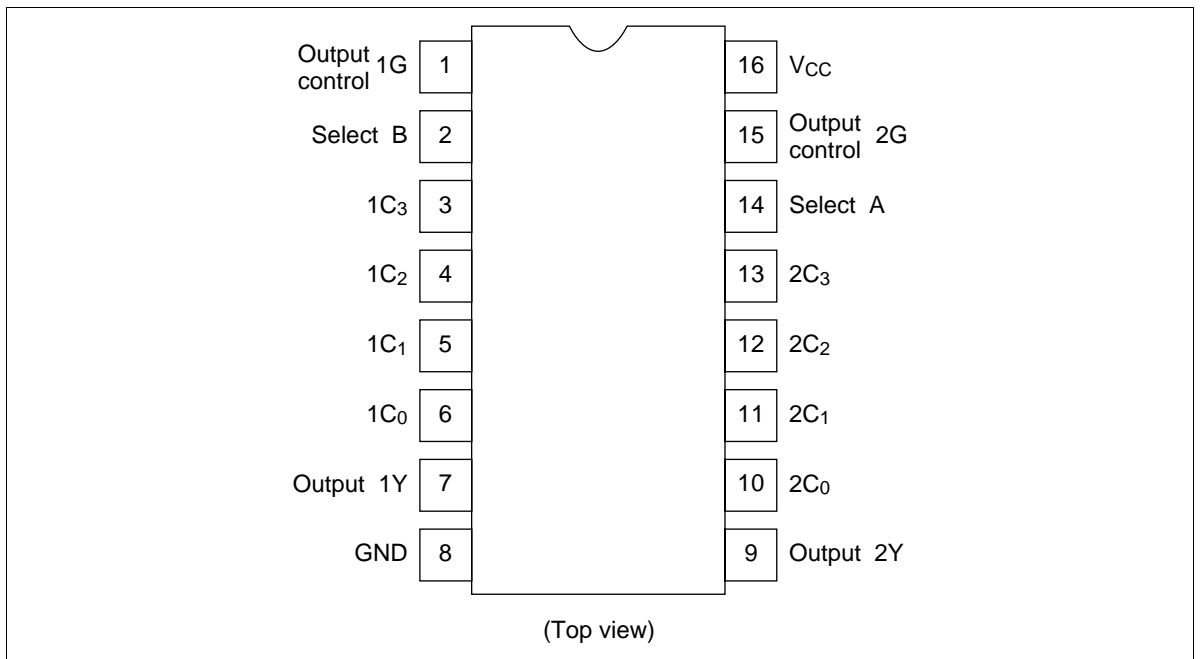 Output control 1G 1
Select B 2
1C3 3
1C2 4
1C1 5
1C0 6
Output 1Y 7
GND 8
16 VCC
15 Output control 2G
14 Select A
13 2C3
12 2C2
11 2C1
10 2C0
9 Output 2Y
(Top view)